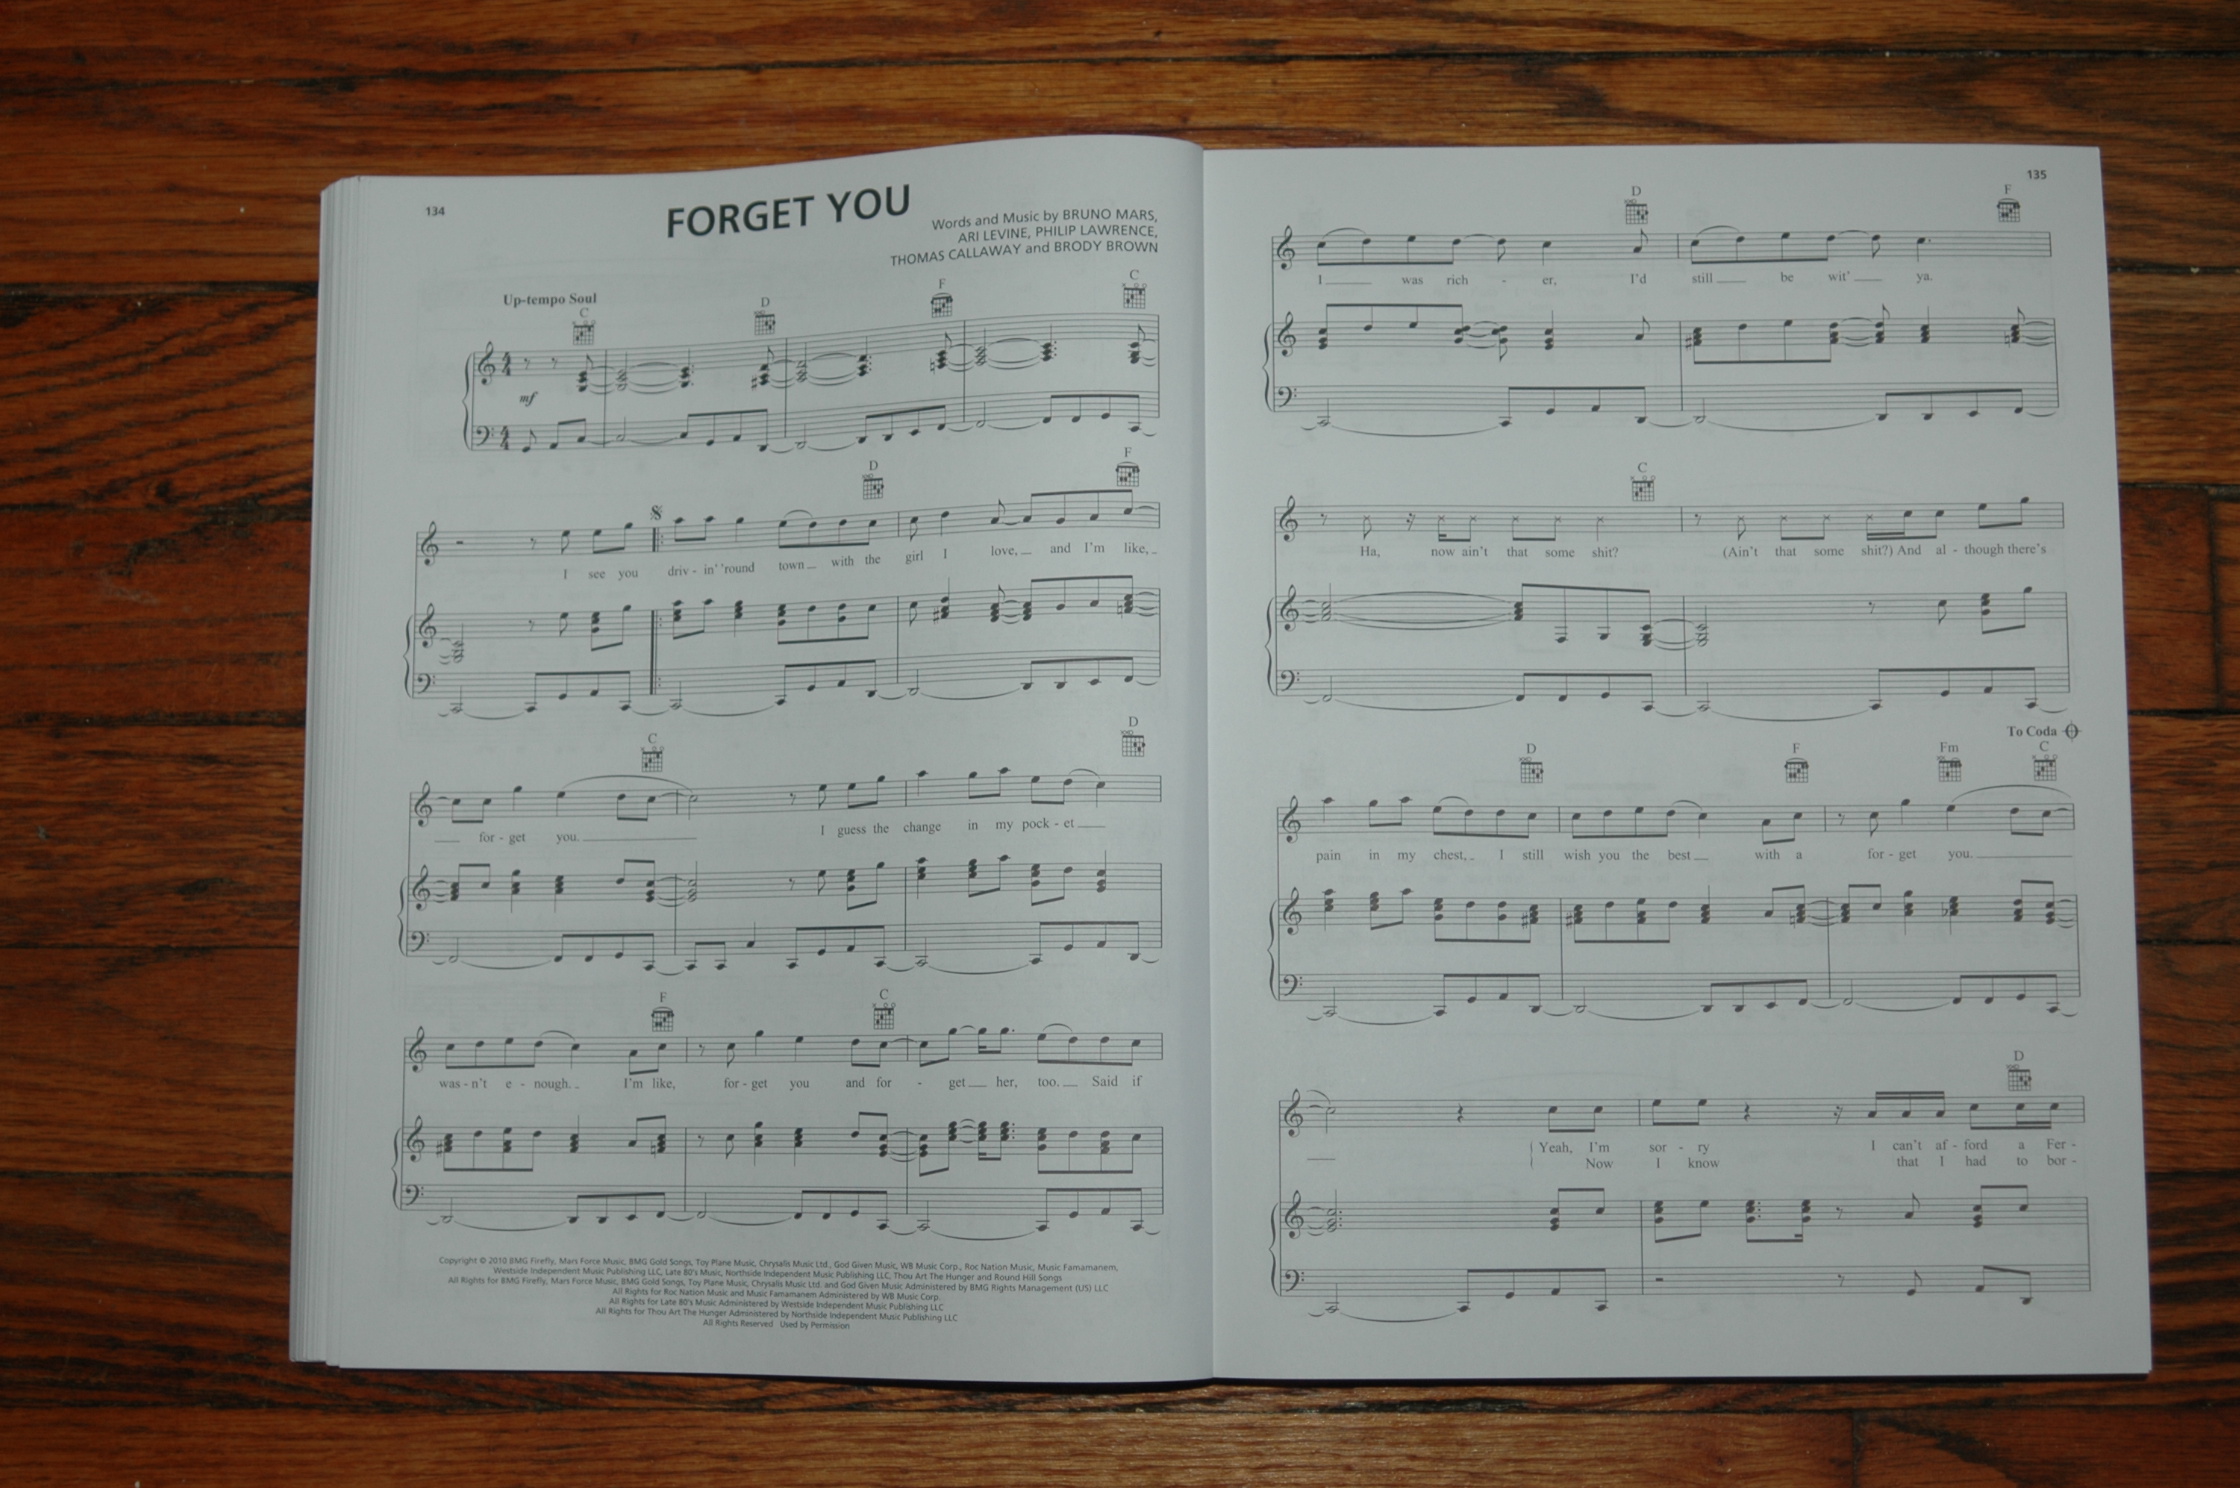 134
FORGET YOU
Words and Music by BRUNO MARS,
ARI LEVINE, PHILIP LAWRENCE,
THOMAS CALLAWAY and BRODY BROWN
Up-tempo Soul
C D F C
mf
D F
I see you driv - in' 'round town with the girl I love, and I'm like,
C D
for - get you. I guess the change in my pock - et
F C
was - n't e - nough. I'm like, for - get you and for - get her, too. Said if
Copyright © 2010 BMG Firefly, Mars Force Music, BMG Gold Songs, Toy Plane Music, Chrysalis Music Ltd., God Given Music, WB Music Corp., Roc Nation Music, Music Famamanem,
Westside Independent Music Publishing LLC, Late 80's Music, Northside Independent Music Publishing LLC, Thou Art The Hunger and Round Hill Songs
All Rights for BMG Firefly, Mars Force Music, BMG Gold Songs, Toy Plane Music, Chrysalis Music Ltd. and God Given Music Administered by BMG Rights Management (US) LLC
All Rights for Roc Nation Music and Music Famamanem Administered by WB Music Corp.
All Rights for Late 80's Music Administered by Westside Independent Music Publishing LLC
All Rights for Thou Art The Hunger Administered by Northside Independent Music Publishing LLC
All Rights Reserved Used by Permission
135
D F
I was rich - er, I'd still be wit' ya.
C
Ha, now ain't that some shit? (Ain't that some shit?) And al - though there's
To Coda
D F Fm C
pain in my chest, I still wish you the best with a for - get you.
D
Yeah, I'm sor - ry I can't af - ford a Fer -
Now I know that I had to bor -